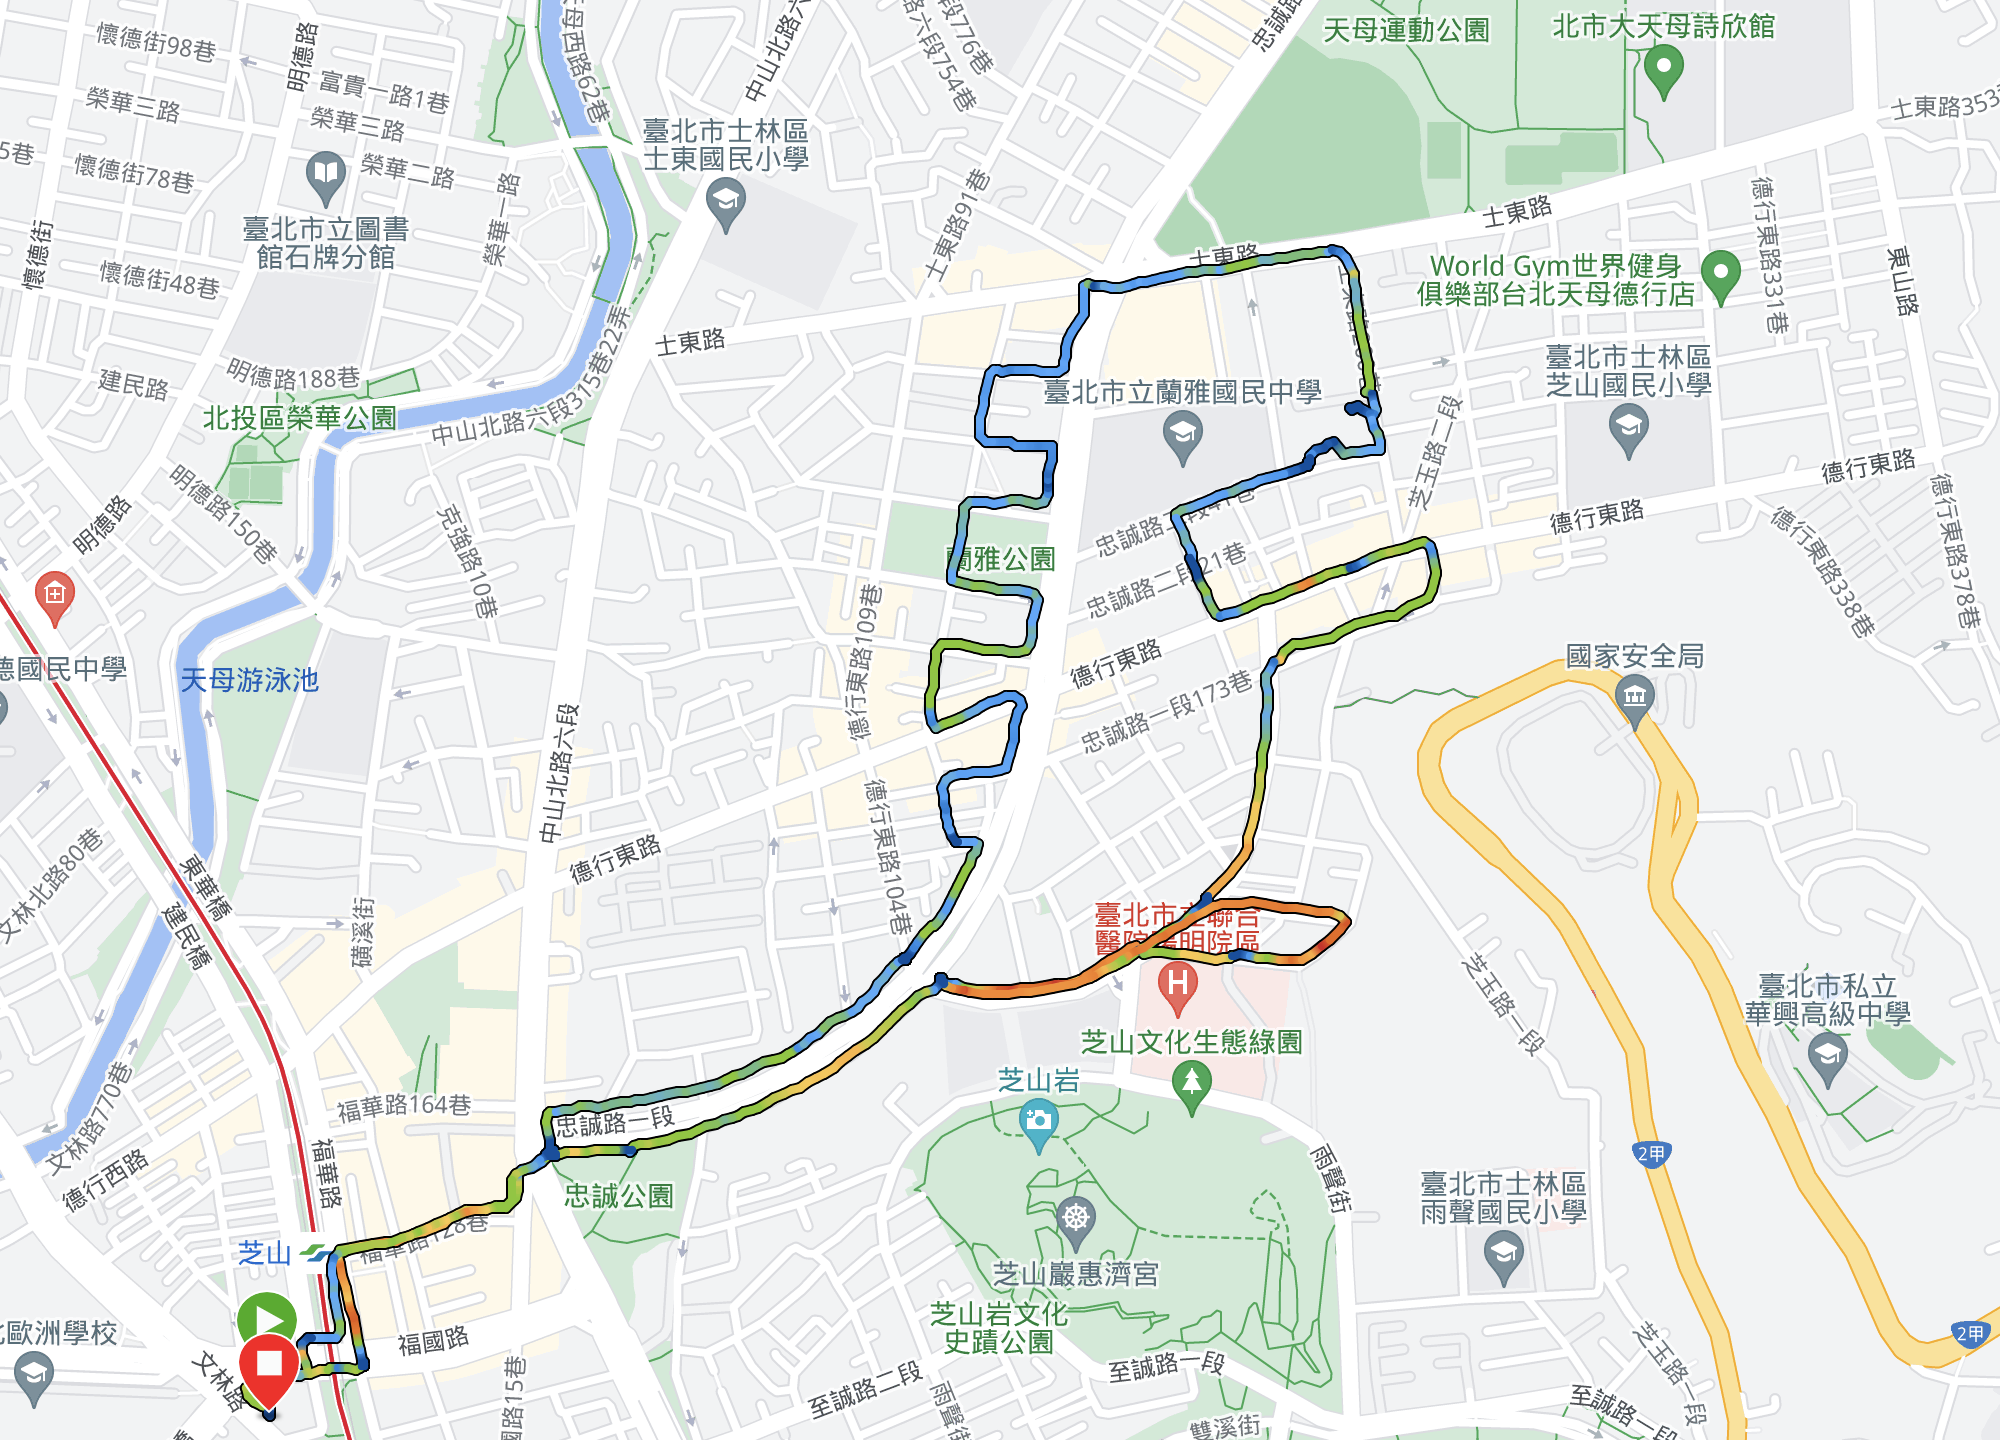 懷德街98巷
明德路
富貴一路1巷
榮華三路
榮華三路
榮華二路
懷德街78巷
臺北市立圖書
館石牌分館
榮華一路
懷德街
懷德街48巷
明德路188巷
建民路
北投區榮華公園
明德路150巷
明德路
母西路62巷
中山北路六
段776巷
路六段754巷
忠誠路
天母運動公園
北市大天母詩欣館
士東路353
臺北市士林區
士東國民小學
士東路91巷
士東路
士東路
士東路
World Gym世界健身
俱樂部台北天母德行店
德行東路331巷
東山路
中山北路六段315巷22弄
克強路10巷
臺北市立蘭雅國民中學
臺北市士林區
芝山國民小學
芝玉路二段
德行東路
德行東路
德行東路338巷
德行東路378巷
蘭雅公園
忠誠路二段21巷
德行東路109巷
德行東路
忠誠路一段173巷
國家安全局
德國民中學
天母游泳池
中山北路六段
德行東路104巷
德行東路
東華橋
建民橋
文林北路80巷
磺溪街
臺北市立聯合
醫院陽明院區
芝山文化生態綠園
芝山岩
芝玉路一段
臺北市私立
華興高級中學
文林路770巷
德行西路
福華路164巷
福華路
忠誠路一段
忠誠公園
福華路128巷
芝山
芝山巖惠濟宮
芝山岩文化
史蹟公園
雨聲街
臺北市士林區
雨聲國民小學
2甲
2甲
北歐洲學校
文林路
福國路
國路15巷
至誠路二段
雨聲街
至誠路一段
雙溪街
芝玉路一段
至誠路一段